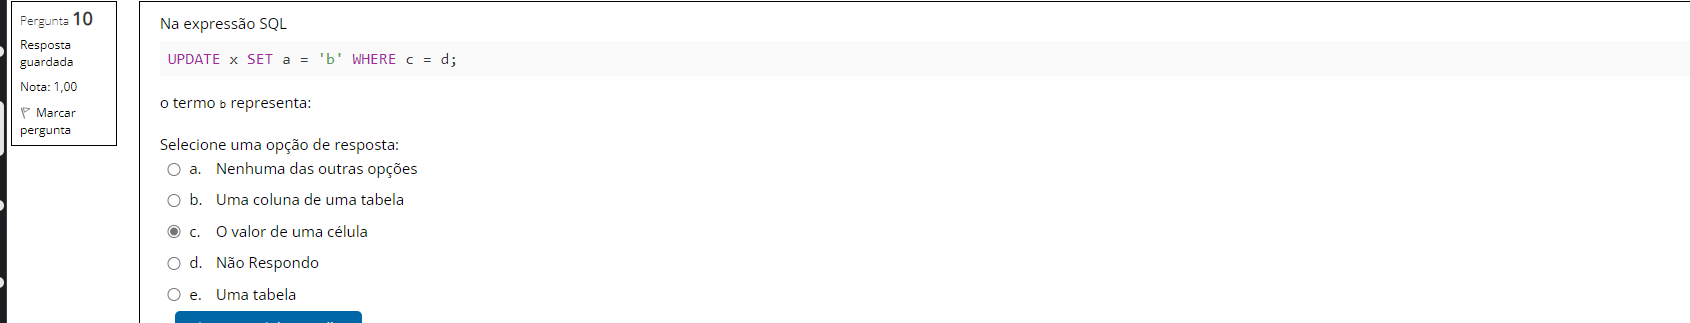 Pergunta 10
Resposta
guardada
Nota: 1,00
Marcar
pergunta
Na expressão SQL
UPDATE x SET a = 'b' WHERE c = d;
o termo b representa:
Selecione uma opção de resposta:
a. Nenhuma das outras opções
b. Uma coluna de uma tabela
c. O valor de uma célula
d. Não Respondo
e. Uma tabela